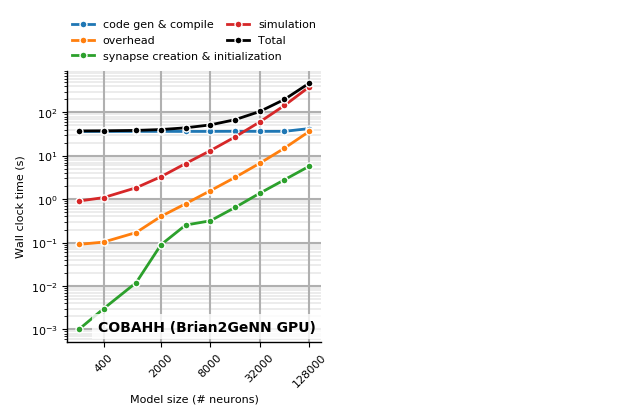 code gen & compile
overhead
synapse creation & initialization
simulation
Total
Wall clock time (s)
10²
10¹
10⁰
10⁻¹
10⁻²
10⁻³
COBAHH (Brian2GeNN GPU)
400
2000
8000
32000
128000
Model size (# neurons)